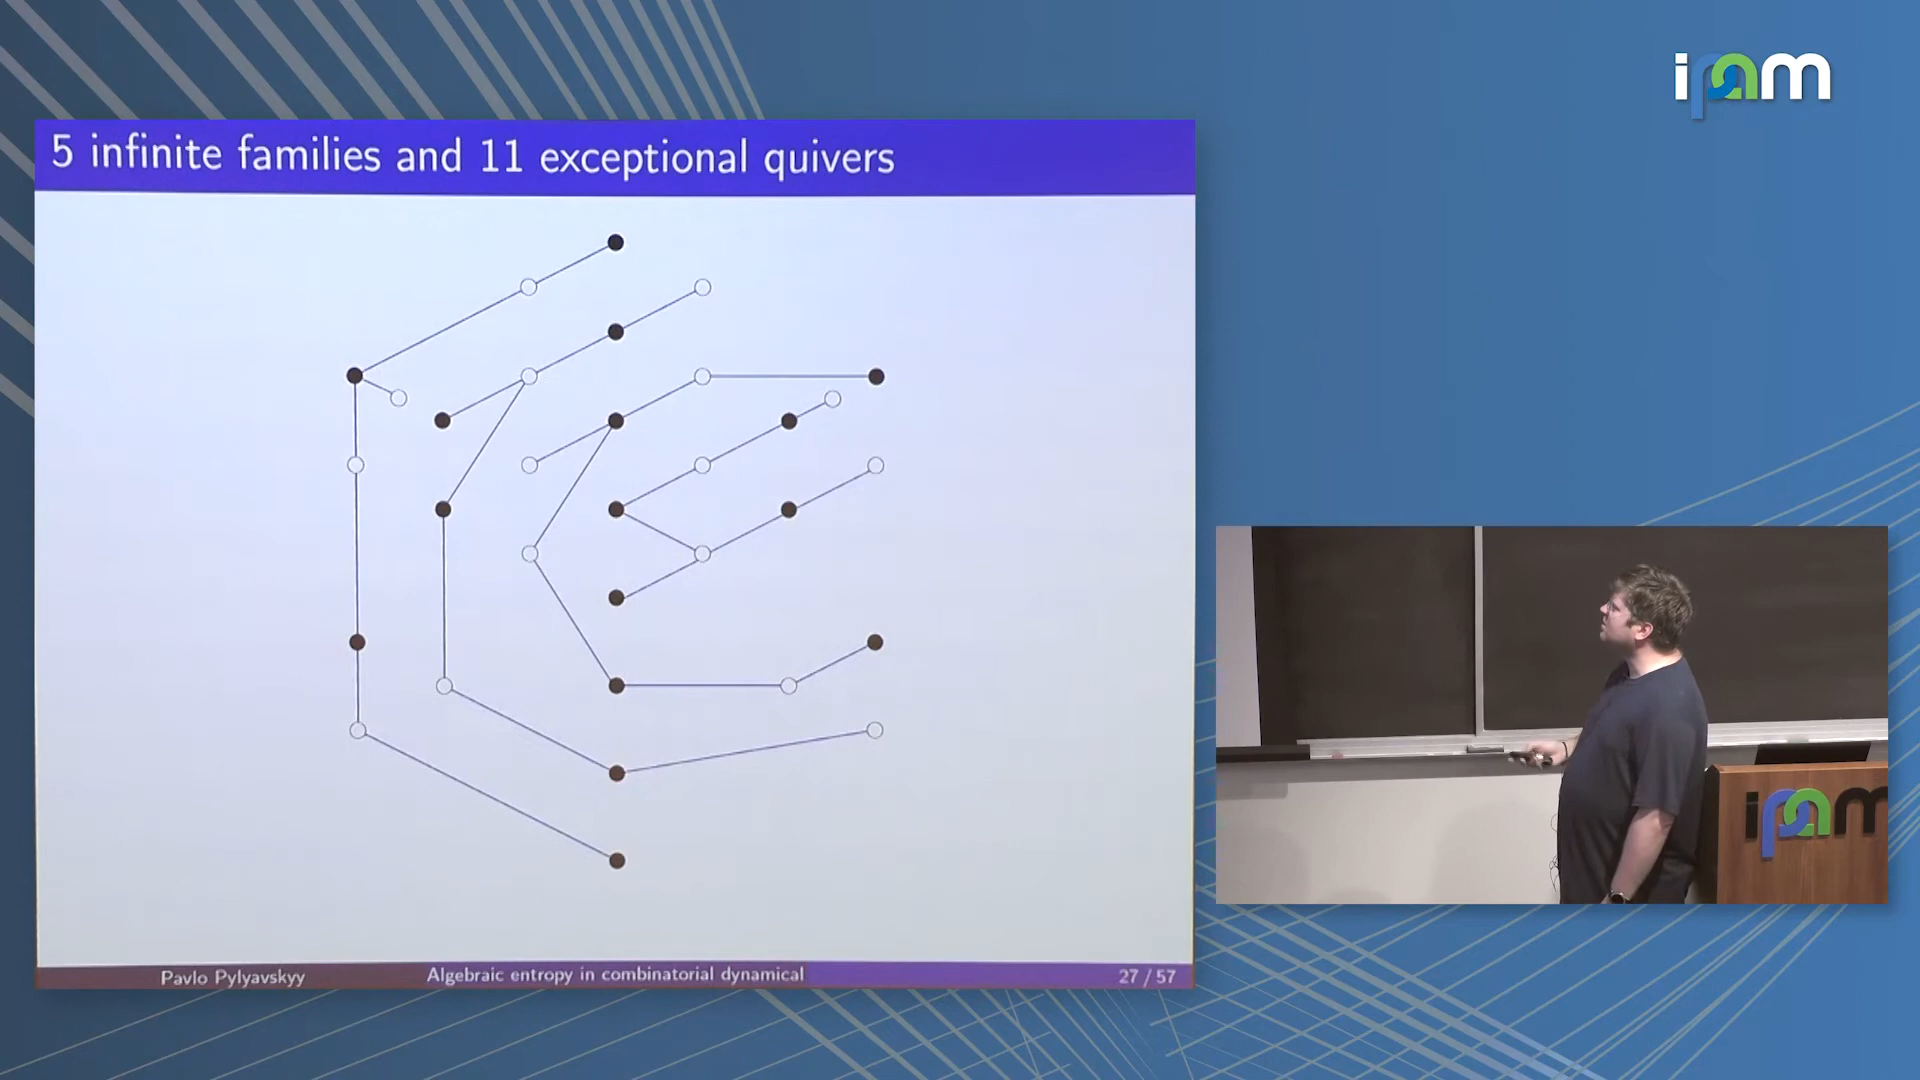 ipam
5 infinite families and 11 exceptional quivers
ipam
Pavlo Pylyavskyy
Algebraic entropy in combinatorial dynamical
27 / 57